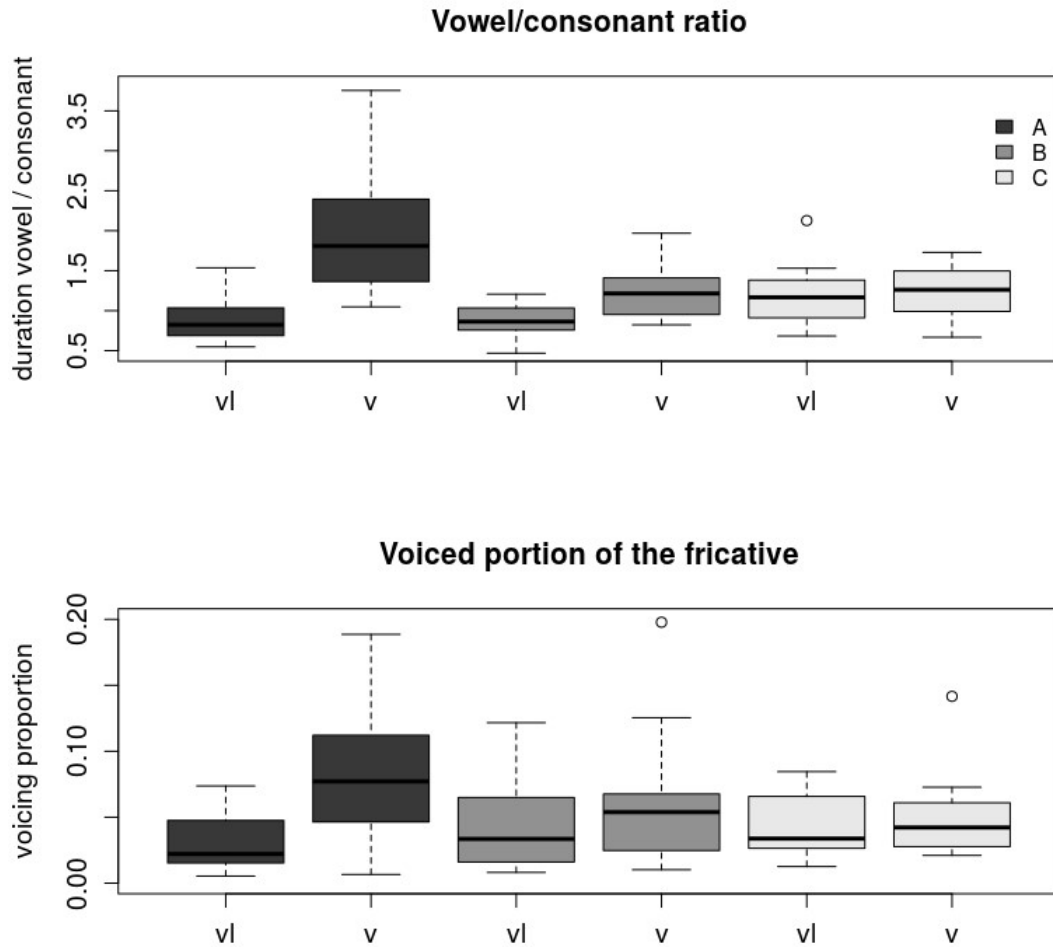 Vowel/consonant ratio
duration vowel / consonant
3.5
2.5
1.5
0.5
A
B
C
vl v vl v vl v
Voiced portion of the fricative
voicing proportion
0.20
0.10
0.00
vl v vl v vl v